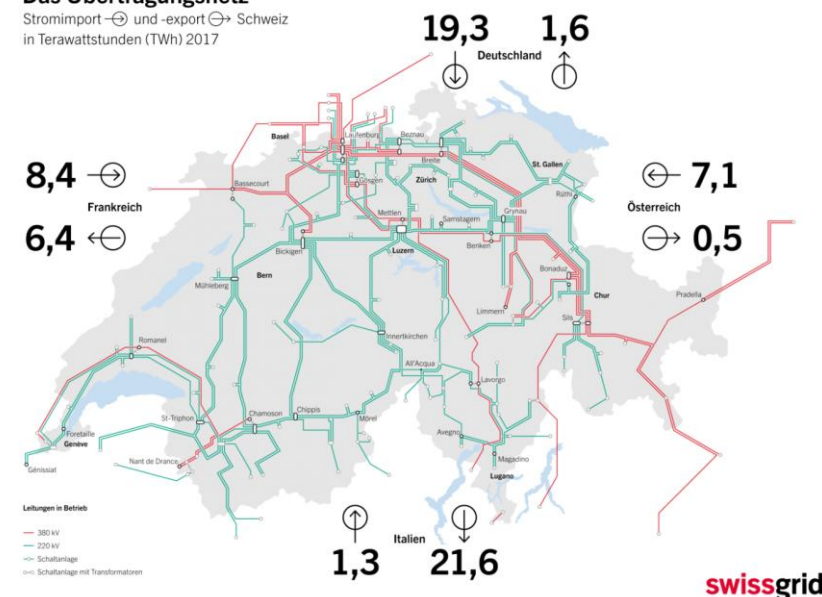 Das Übertragungsnetz
Stromimport und -export Schweiz
in Terawattstunden (TWh) 2017
19,3
1,6
Deutschland
Basel
Laufenburg
Beznau
Breite
St. Gallen
8,4
Bassecourt
Gösgen
Zürich
Rüthi
7,1
Frankreich
Mettlen
Samstagern
Grynau
Österreich
6,4
Bickigen
Luzern
Benken
0,5
Bern
Mühleberg
Bonaduz
Chur
Pradella
Limmern
Sils
Romanel
Innertkirchen
All'Acqua
Lavorgo
St-Triphon
Chamoson
Chippis
Mörel
Foretaille
Genève
Avegno
Génissiat
Nant de Drance
Magadino
Lugano
Leitungen in Betrieb
380 kV
220 kV
Schaltanlage
Schaltanlage mit Transformatoren
Italien
1,3
21,6
swissgrid